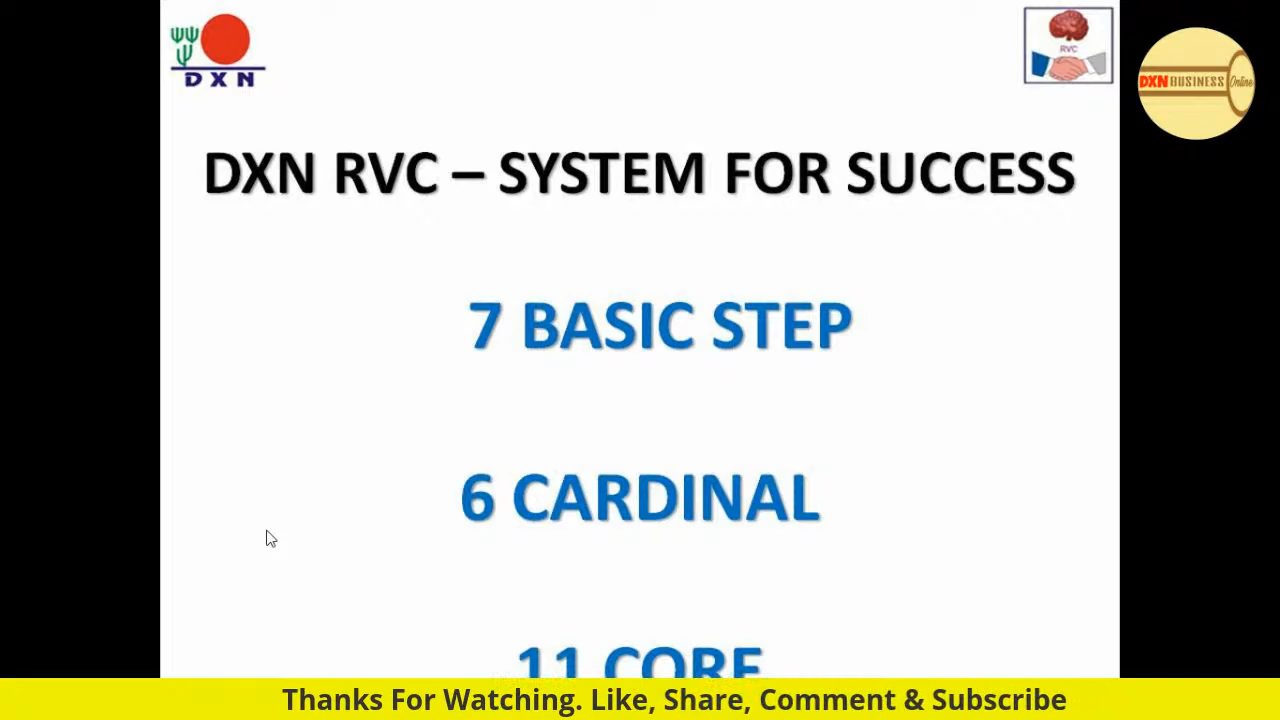 DXN
RVC
DXN BUSINESS Online
DXN RVC – SYSTEM FOR SUCCESS
7 BASIC STEP
6 CARDINAL
11 CORE
Thanks For Watching. Like, Share, Comment & Subscribe